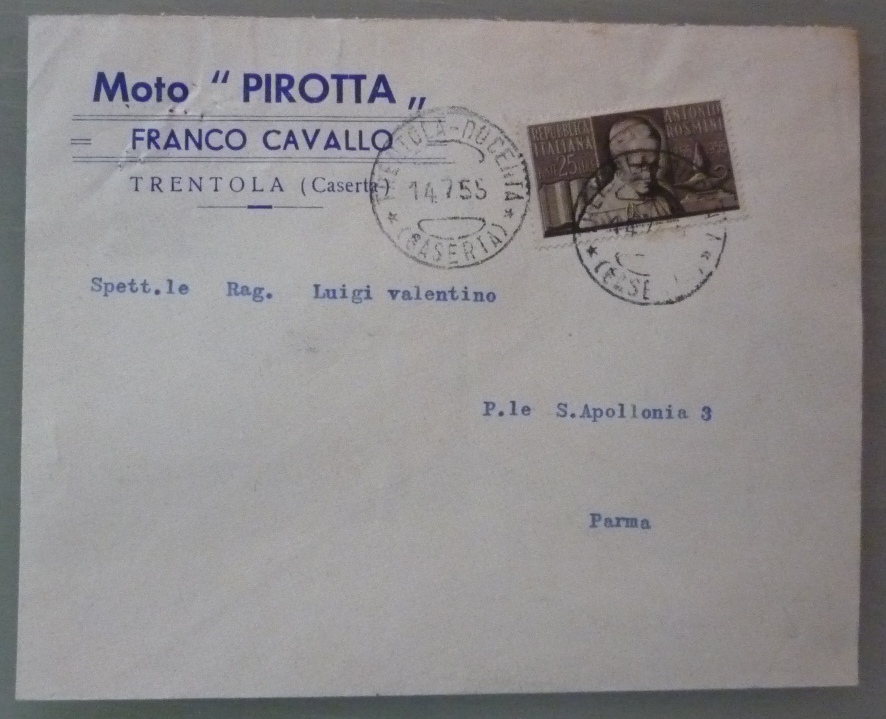 Moto “ PIROTTA „
FRANCO CAVALLO
TRENTOLA (Caserta)
TRENTOLA-DUCENTA
14 7 55
(CASERTA)
REPUBBLICA
ITALIANA
25
ANTONIO
ROSMINI
Spett.le Rag. Luigi valentino
P.le S.Apollonia 3
Parma